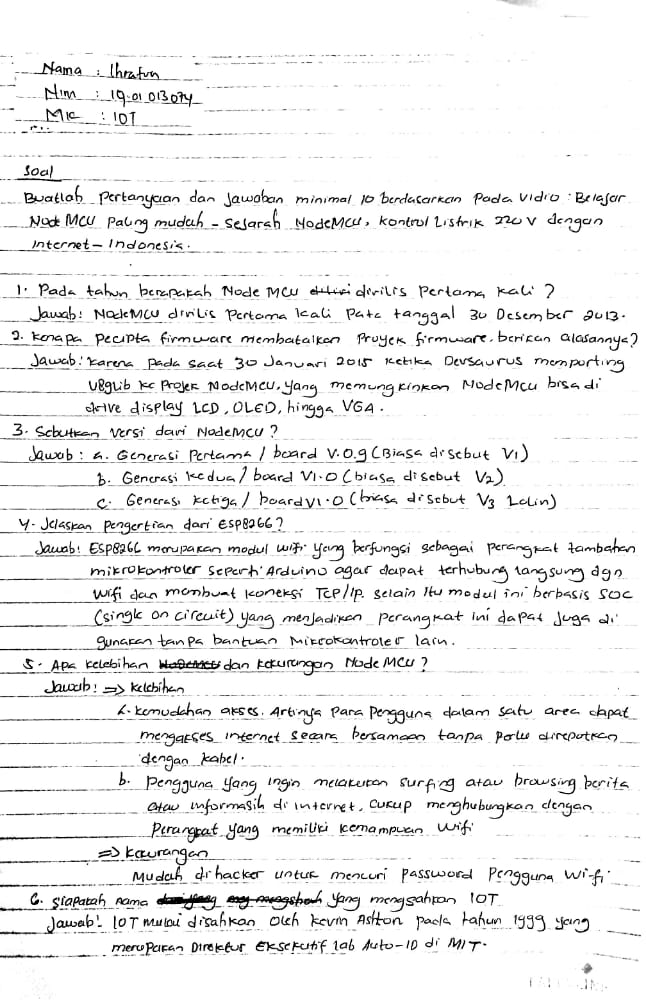 Nama : Ihratun
Nim : 19.01.013.074
Mk : IOT
Soal
Buatlah Pertanyaan dan Jawaban minimal 10 berdasarkan Pada Vidio : Belajar
NodeMCU Paling mudah - Sejarah NodeMCU, kontrol Listrik 220 V dengan
Internet - Indonesia.
1. Pada tahun berapakah Node MCU dirilis Pertama kali ?
Jawab : NodeMCU dirilis Pertama kali Pata tanggal 30 Desember 2013.
2. Kenapa Pecipta firmware membatalkan Proyek firmware, berikan alasannya?
Jawab : Karena pada saat 30 Januari 2015 ketika Devsaurus memporting
U8glib ke Projek NodeMCU, yang memungkinkan NodeMCU bisa di
drive display LCD, OLED, hingga VGA.
3. Sebutkan Versi dari NodeMCU ?
Jawab : a. Generasi Pertama / board V.0.9 (Biasa disebut V1)
b. Generasi kedua / board V1.0 (biasa disebut V2)
c. Generasi ketiga / board V1.0 (biasa disebut V3 Lolin)
4. Jelaskan Pengertian dari ESP8266 ?
Jawab : ESP8266 merupakan modul wifi yang berfungsi sebagai Perangkat tambahan
mikrokontroler seperti Arduino agar dapat terhubung langsung dgn
Wifi dan membuat koneksi TCP/IP. selain Itu modul ini berbasis SOC
(single on circuit) yang menjadikan Perangkat ini dapat Juga di
gunakan tanpa bantuan Mikrokontroler lain.
5. Apa kelebihan dan kekurangan Node MCU ?
Jawab : => kelebihan
a. kemudahan akses. Artinya Para Pengguna dalam satu area dapat
mengakses internet secara bersamaan tanpa Perlu direpotkan
dengan kabel.
b. Pengguna yang ingin melakukan surfing atau browsing berita
atau informasih di internet, Cukup menghubungkan dengan
Perangkat yang memiliki kemampuan Wifi
=> kekurangan
Mudah di hacker untuk mencuri Password Pengguna Wi-fi
6. Siapakah nama yang mengsahkan IOT
Jawab : IOT Mulai disahkan Oleh Kevin Ashton pada tahun 1999 yang
merupakan Direktur Eksekutif lab Auto-ID di MIT.